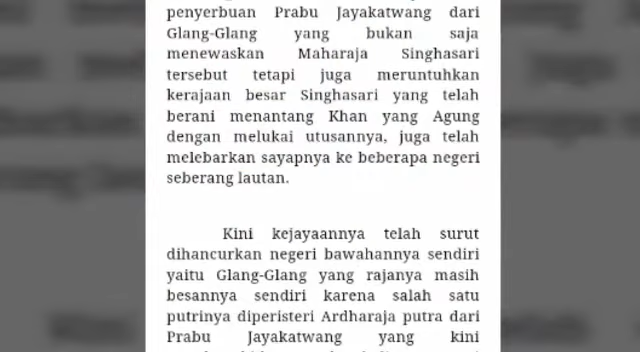 penyerbuan Prabu Jayakatwang dari
Glang-Glang yang bukan saja
menewaskan Maharaja Singhasari
tersebut tetapi juga meruntuhkan
kerajaan besar Singhasari yang telah
berani menantang Khan yang Agung
dengan melukai utusannya, juga telah
melebarkan sayapnya ke beberapa negeri
seberang lautan.
Kini kejayaannya telah surut
dihancurkan negeri bawahannya sendiri
yaitu Glang-Glang yang rajanya masih
besannya sendiri karena salah satu
putrinya diperisteri Ardharaja putra dari
Prabu Jayakatwang yang kini